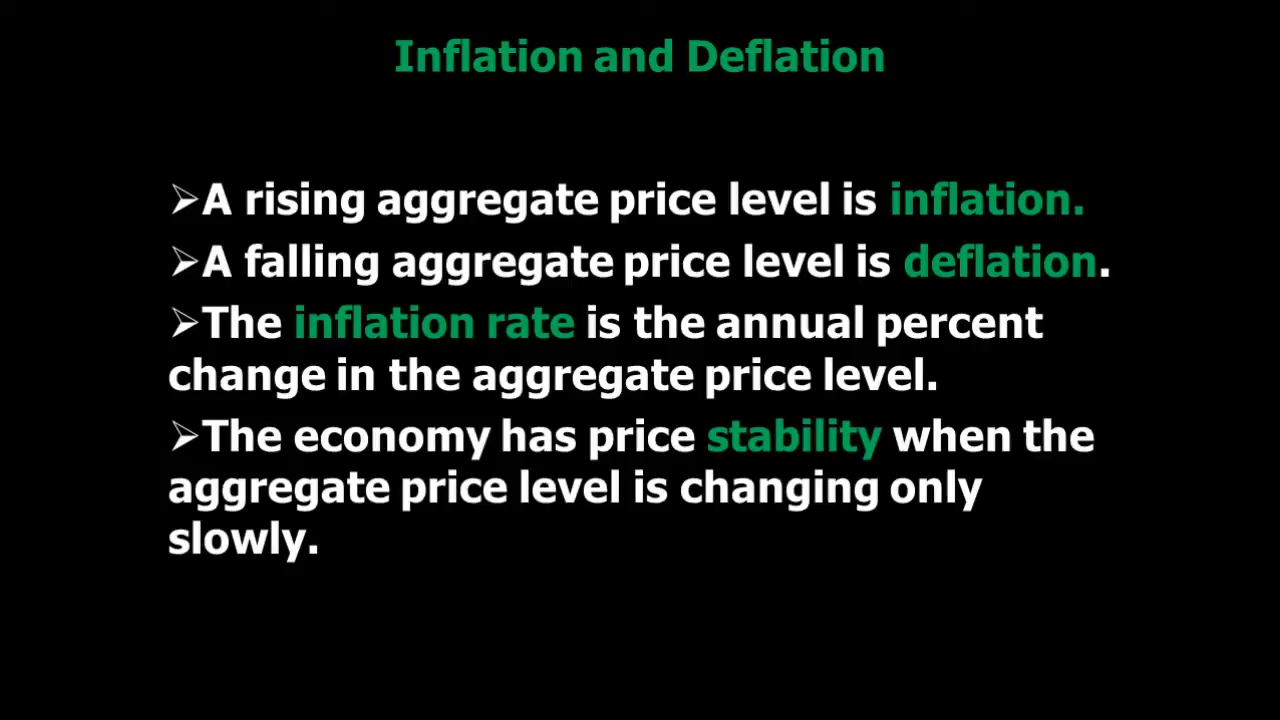 Inflation and Deflation
➢A rising aggregate price level is inflation.
➢A falling aggregate price level is deflation.
➢The inflation rate is the annual percent
change in the aggregate price level.
➢The economy has price stability when the
aggregate price level is changing only
slowly.